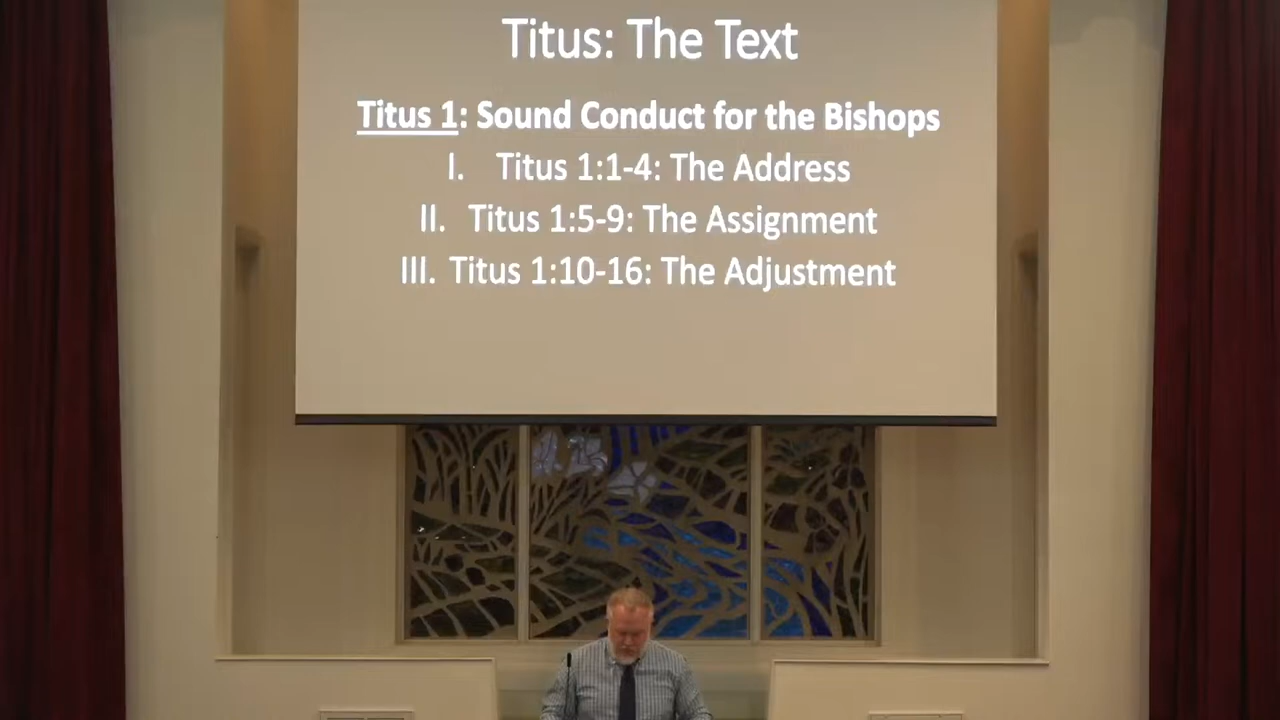 Titus: The Text
Titus 1: Sound Conduct for the Bishops
I. Titus 1:1-4: The Address
II. Titus 1:5-9: The Assignment
III. Titus 1:10-16: The Adjustment